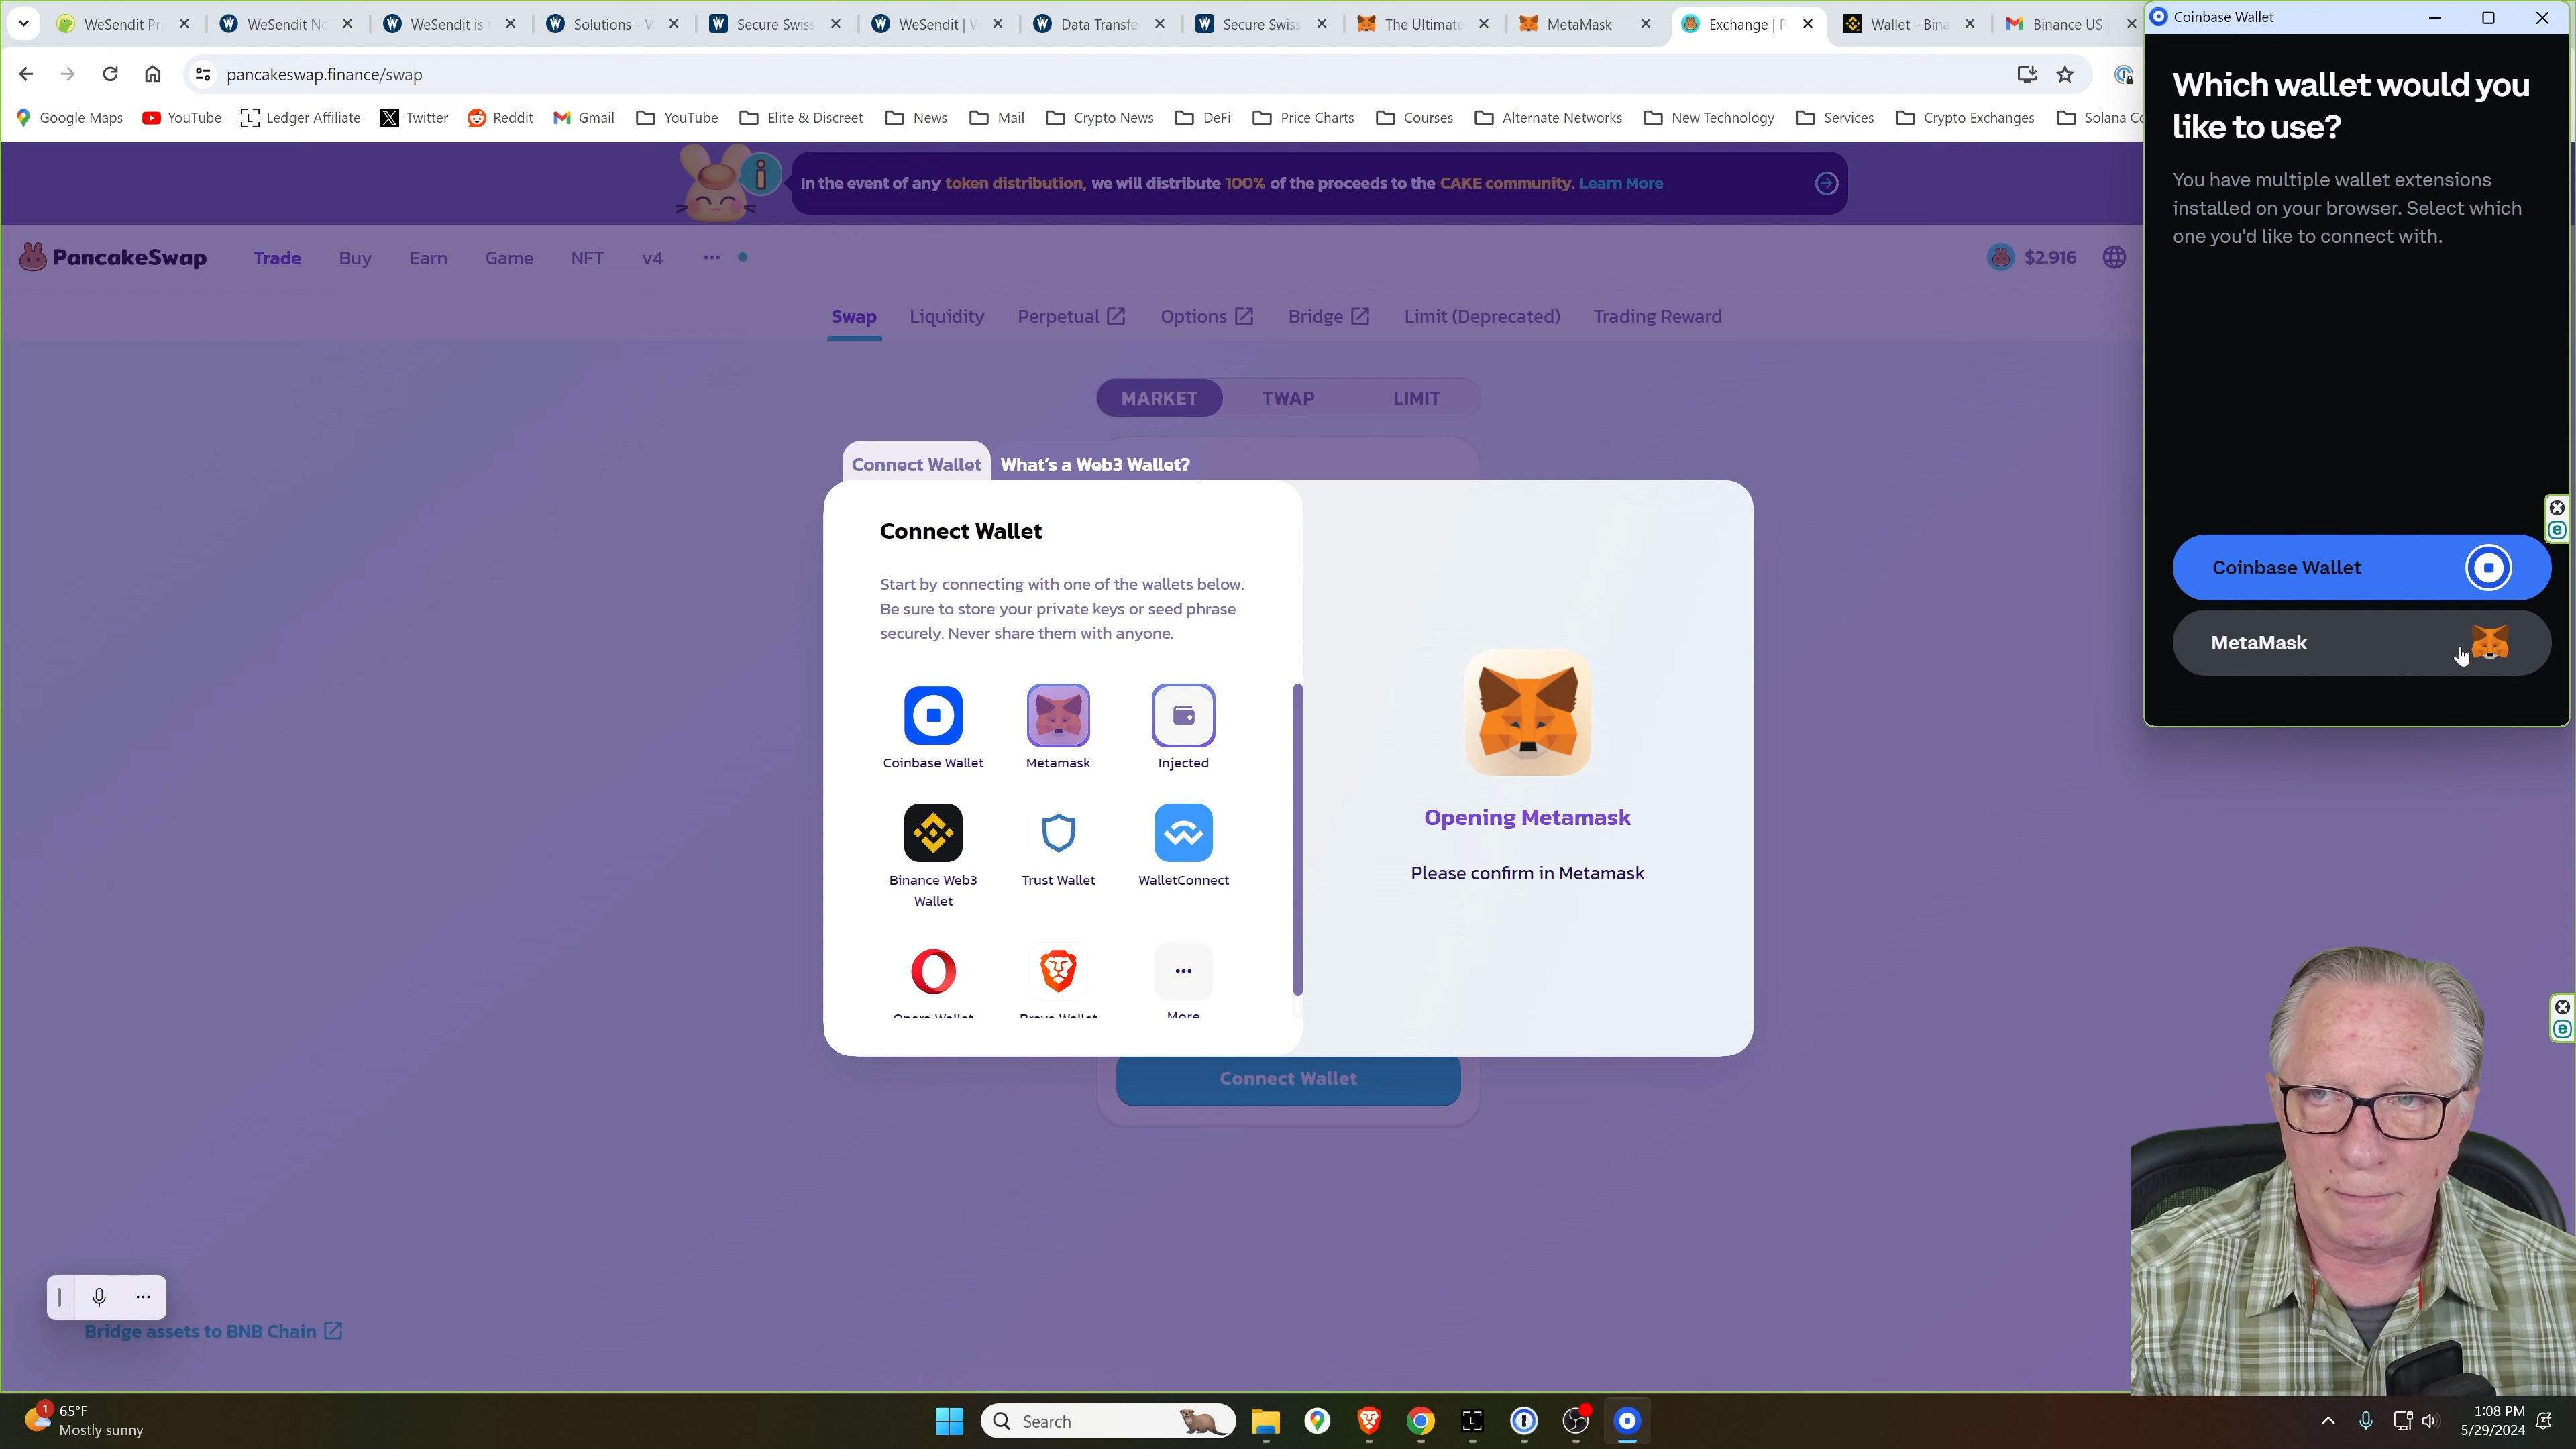 WeSendit Pri
WeSendit No
WeSendit is t
Solutions - W
Secure Swiss
WeSendit | W
Data Transfe
Secure Swiss
The Ultimate
MetaMask
Exchange | P
Wallet - Bina
Binance US |
Coinbase Wallet
pancakeswap.finance/swap
Google Maps
YouTube
Ledger Affiliate
Twitter
Reddit
Gmail
YouTube
Elite & Discreet
News
Mail
Crypto News
DeFi
Price Charts
Courses
Alternate Networks
New Technology
Services
Crypto Exchanges
Solana Co
Which wallet would you
like to use?
You have multiple wallet extensions
installed on your browser. Select which
one you'd like to connect with.
Coinbase Wallet
MetaMask
In the event of any token distribution, we will distribute 100% of the proceeds to the CAKE community. Learn More
PancakeSwap
Trade
Buy
Earn
Game
NFT
v4
$2.916
Swap
Liquidity
Perpetual
Options
Bridge
Limit (Deprecated)
Trading Reward
MARKET
TWAP
LIMIT
Connect Wallet
What's a Web3 Wallet?
Connect Wallet
Start by connecting with one of the wallets below.
Be sure to store your private keys or seed phrase
securely. Never share them with anyone.
Coinbase Wallet
Metamask
Injected
Binance Web3
Wallet
Trust Wallet
WalletConnect
Opera Wallet
Brave Wallet
More
Opening Metamask
Please confirm in Metamask
Connect Wallet
Bridge assets to BNB Chain
1
65°F
Mostly sunny
Search
1:08 PM
5/29/2024